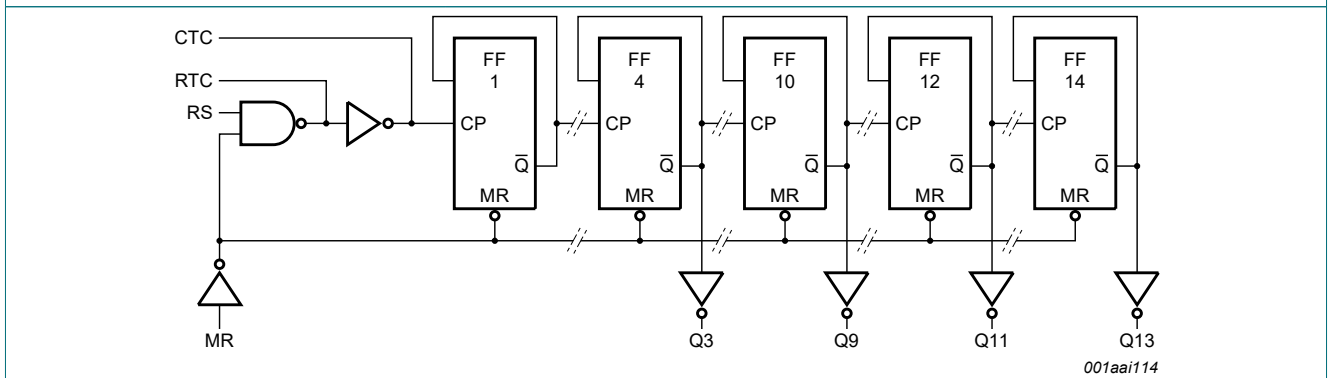 CTC
RTC
RS
FF
1
CP
Q
MR
FF
4
CP
Q
MR
FF
10
CP
Q
MR
FF
12
CP
Q
MR
FF
14
CP
Q
MR
MR
Q3
Q9
Q11
Q13
001aai114